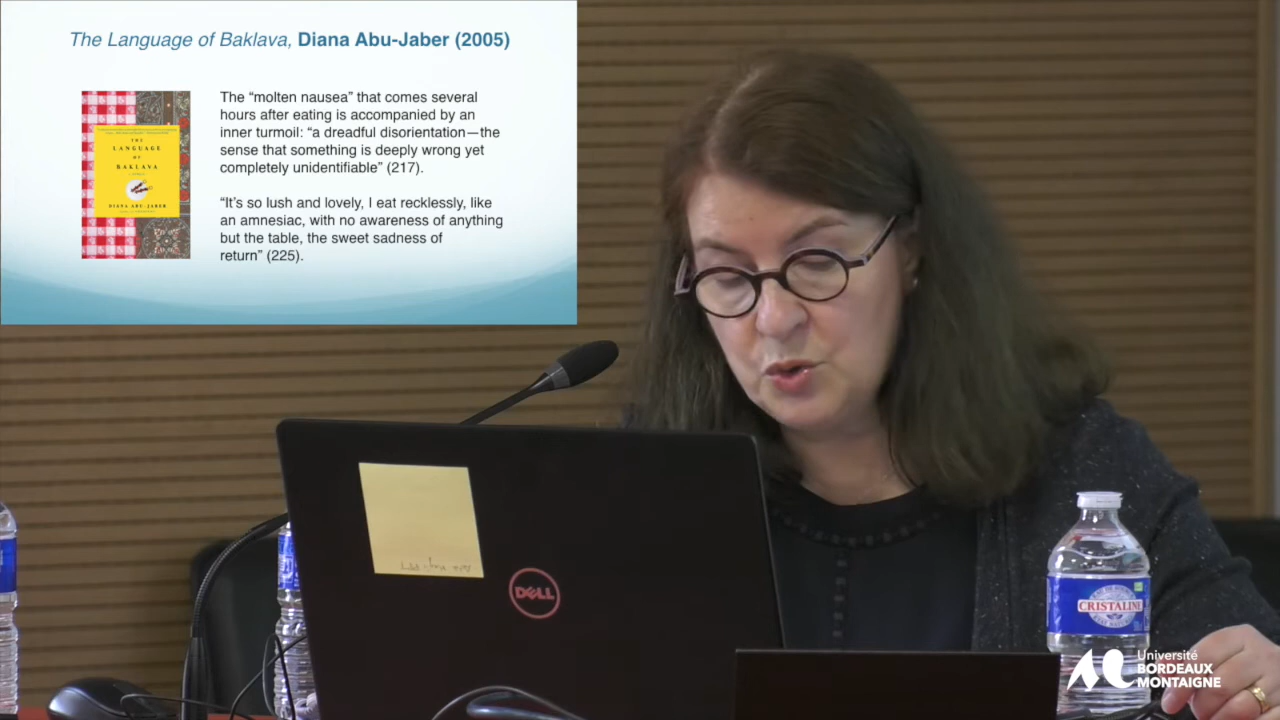 The Language of Baklava, Diana Abu-Jaber (2005)
The “molten nausea” that comes several
hours after eating is accompanied by an
inner turmoil: “a dreadful disorientation—the
sense that something is deeply wrong yet
completely unidentifiable” (217).
“It’s so lush and lovely, I eat recklessly, like
an amnesiac, with no awareness of anything
but the table, the sweet sadness of
return” (225).
THE
LANGUAGE
OF
BAKLAVA
DIANA ABU-JABER
DELL
CRISTALINE
Université
BORDEAUX
MONTAIGNE